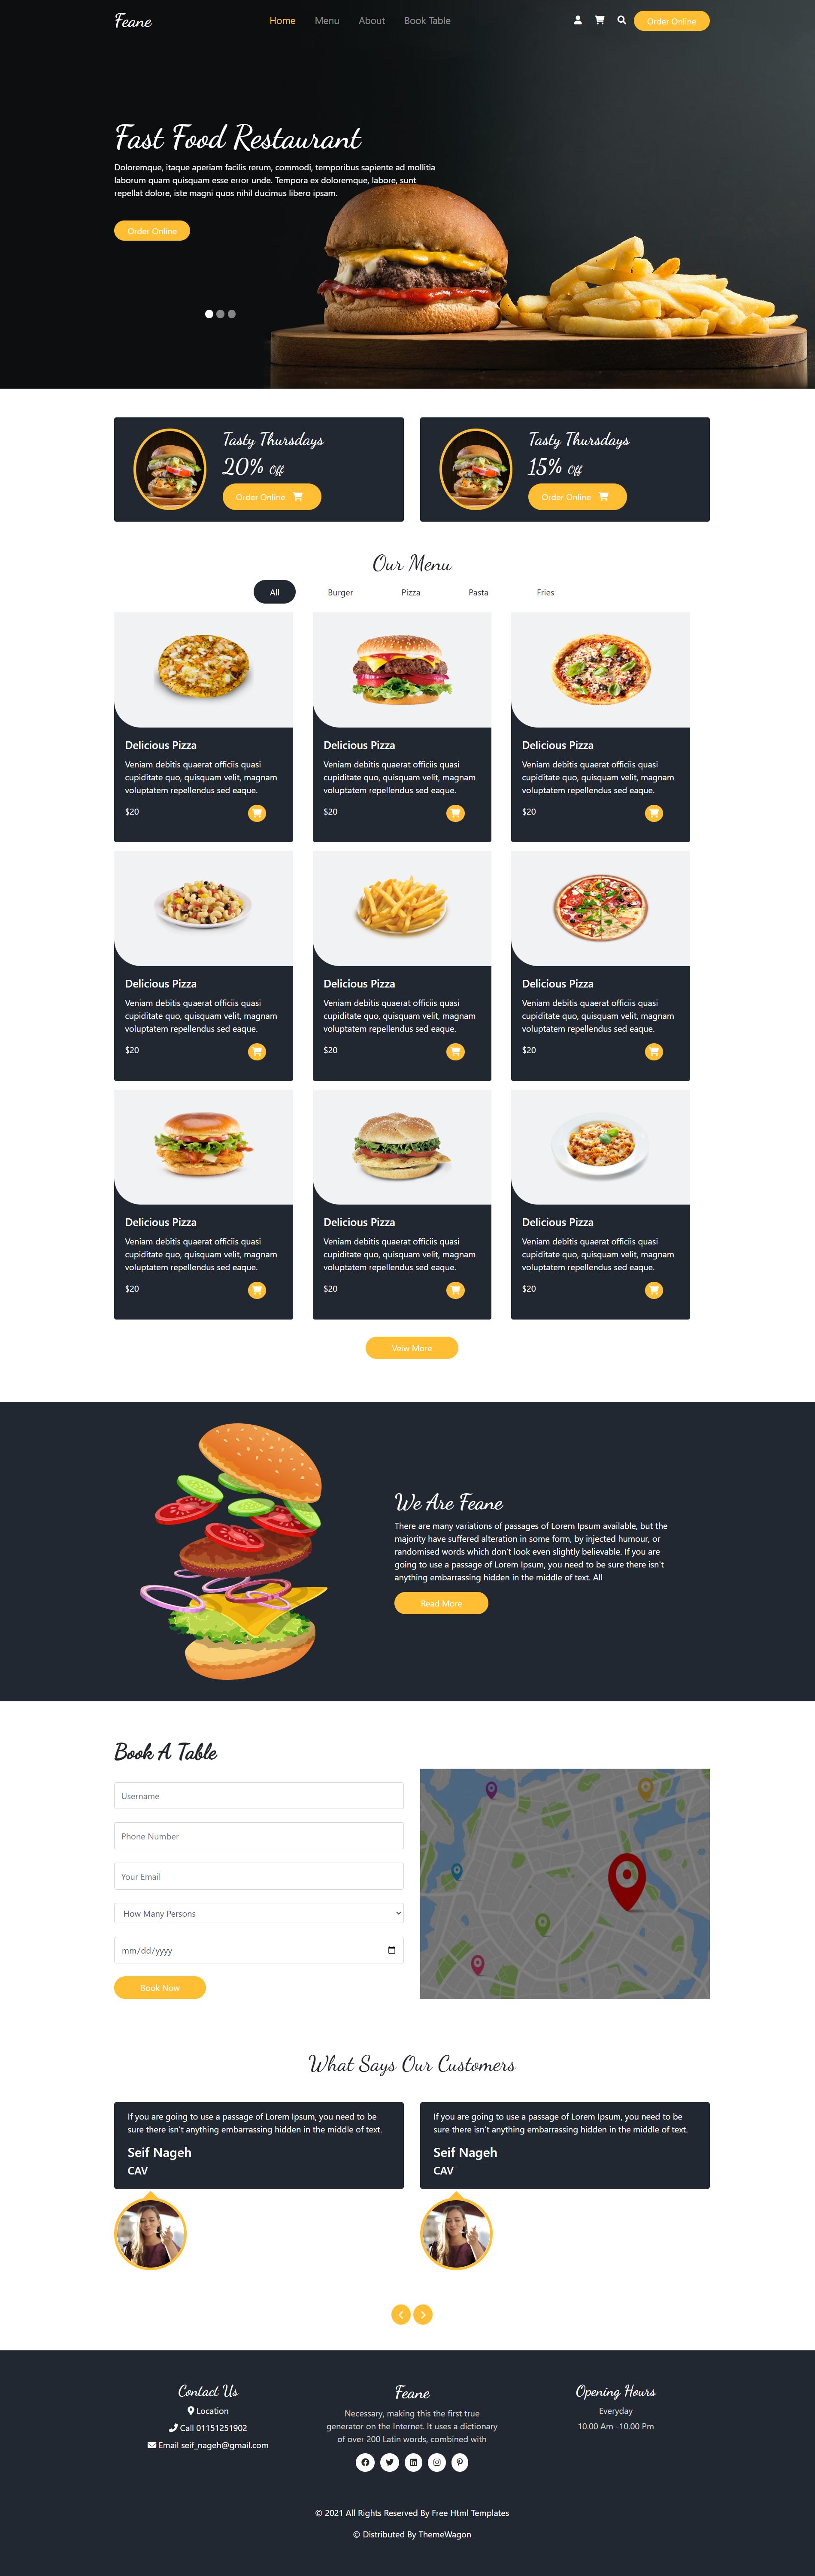 Feane
Home Menu About Book Table
Order Online
Fast Food Restaurant
Doloremque, itaque aperiam facilis rerum, commodi, temporibus sapiente ad mollitia
laborum quam quisquam esse error unde. Tempora ex doloremque, labore, sunt
repellat dolore, iste magni quos nihil ducimus libero ipsam.
Order Online
Tasty Thursdays
20% Off
Order Online
Tasty Thursdays
15% Off
Order Online
Our Menu
All Burger Pizza Pasta Fries
Delicious Pizza
Veniam debitis quaerat officiis quasi
cupiditate quo, quisquam velit, magnam
voluptatem repellendus sed eaque.
$20
Delicious Pizza
Veniam debitis quaerat officiis quasi
cupiditate quo, quisquam velit, magnam
voluptatem repellendus sed eaque.
$20
Delicious Pizza
Veniam debitis quaerat officiis quasi
cupiditate quo, quisquam velit, magnam
voluptatem repellendus sed eaque.
$20
Delicious Pizza
Veniam debitis quaerat officiis quasi
cupiditate quo, quisquam velit, magnam
voluptatem repellendus sed eaque.
$20
Delicious Pizza
Veniam debitis quaerat officiis quasi
cupiditate quo, quisquam velit, magnam
voluptatem repellendus sed eaque.
$20
Delicious Pizza
Veniam debitis quaerat officiis quasi
cupiditate quo, quisquam velit, magnam
voluptatem repellendus sed eaque.
$20
Delicious Pizza
Veniam debitis quaerat officiis quasi
cupiditate quo, quisquam velit, magnam
voluptatem repellendus sed eaque.
$20
Delicious Pizza
Veniam debitis quaerat officiis quasi
cupiditate quo, quisquam velit, magnam
voluptatem repellendus sed eaque.
$20
Delicious Pizza
Veniam debitis quaerat officiis quasi
cupiditate quo, quisquam velit, magnam
voluptatem repellendus sed eaque.
$20
Veiw More
We Are Feane
There are many variations of passages of Lorem Ipsum available, but the
majority have suffered alteration in some form, by injected humour, or
randomised words which don't look even slightly believable. If you are
going to use a passage of Lorem Ipsum, you need to be sure there isn't
anything embarrassing hidden in the middle of text. All
Read More
Book A Table
Username
Phone Number
Your Email
How Many Persons
mm/dd/yyyy
Book Now
What Says Our Customers
If you are going to use a passage of Lorem Ipsum, you need to be
sure there isn't anything embarrassing hidden in the middle of text.
Seif Nageh
CAV
If you are going to use a passage of Lorem Ipsum, you need to be
sure there isn't anything embarrassing hidden in the middle of text.
Seif Nageh
CAV
Contact Us
Location
Call 01151251902
Email seif_nageh@gmail.com
Feane
Necessary, making this the first true
generator on the Internet. It uses a dictionary
of over 200 Latin words, combined with
Opening Hours
Everyday
10.00 Am -10.00 Pm
© 2021 All Rights Reserved By Free Html Templates
© Distributed By ThemeWagon